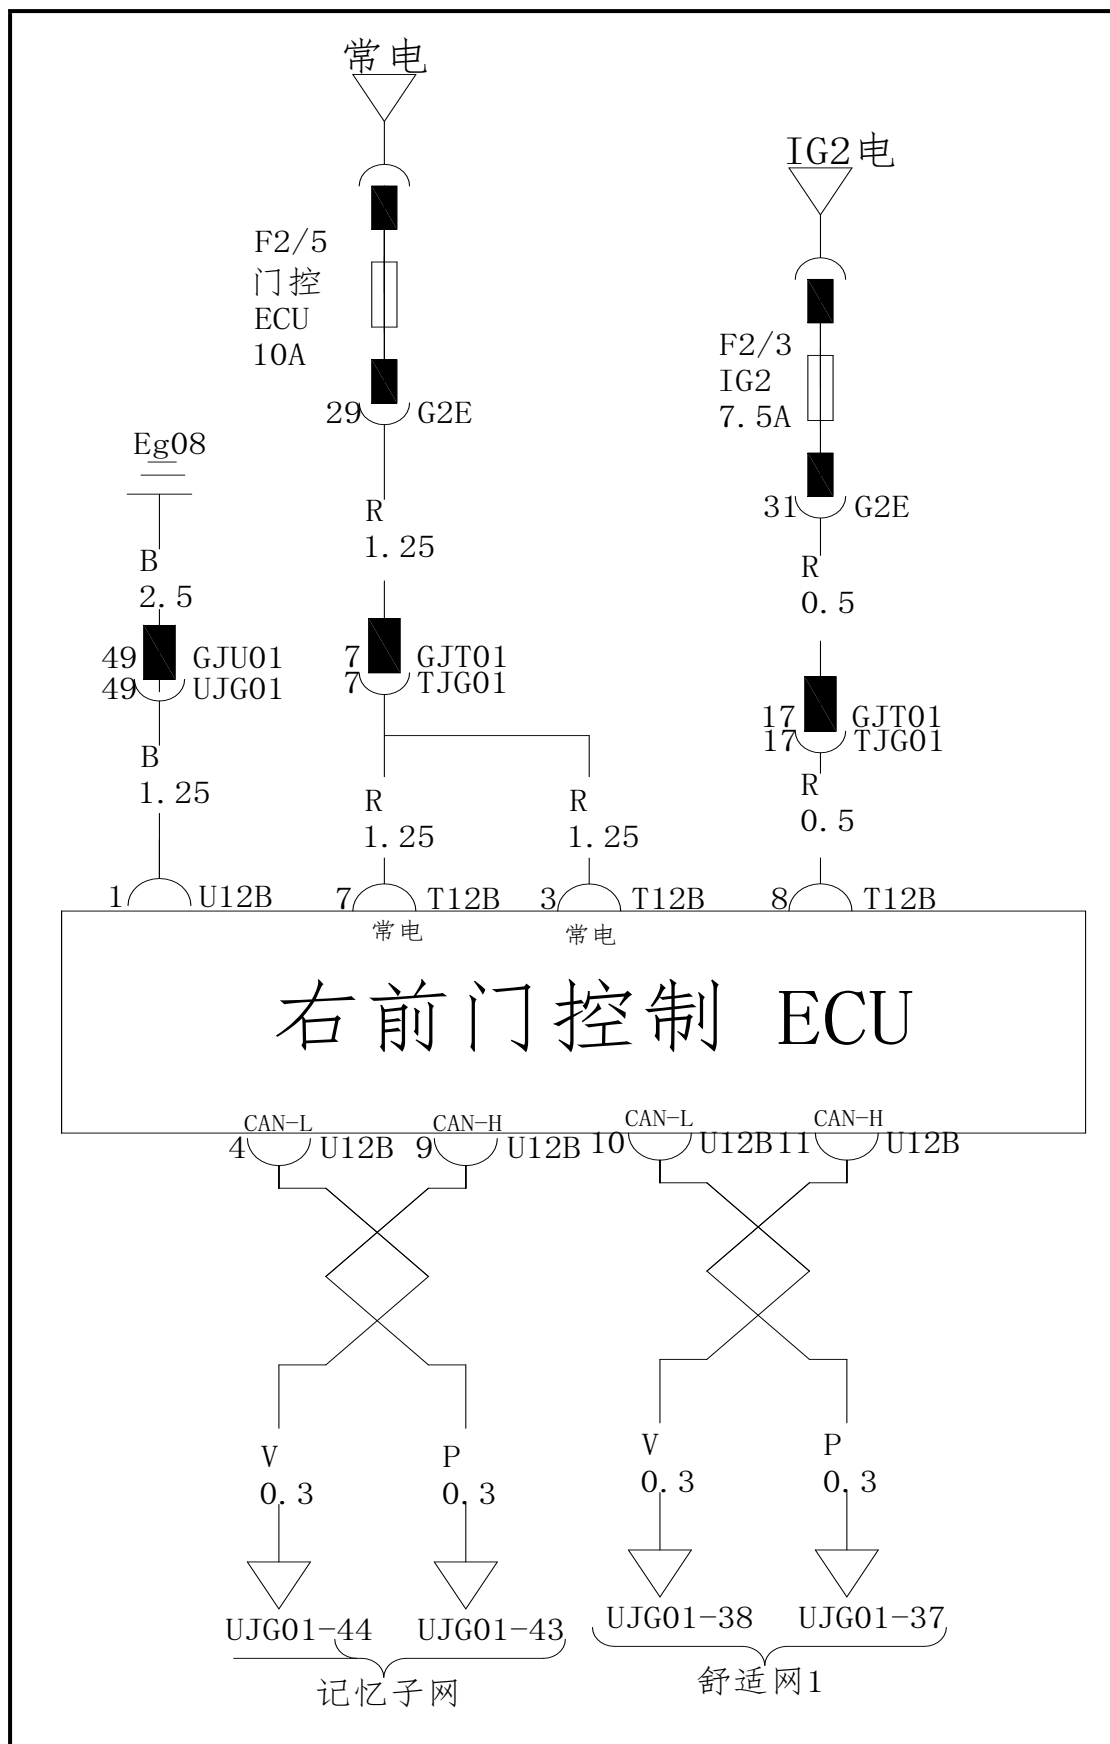 常电
IG2电
F2/5
门控
ECU
10A
F2/3
IG2
7.5A
29 G2E
Eg08
31 G2E
R
1.25
B
2.5
R
0.5
49 GJU01
49 UJG01
7 GJT01
7 TJG01
17 GJT01
17 TJG01
B
1.25
R
1.25
R
1.25
R
0.5
1 U12B
7 T12B
3 T12B
8 T12B
常电
常电
右前门控制 ECU
CAN-L
CAN-H
CAN-L
CAN-H
4 U12B
9 U12B
10 U12B
11 U12B
V
0.3
P
0.3
V
0.3
P
0.3
UJG01-44
UJG01-43
UJG01-38
UJG01-37
记忆子网
舒适网1